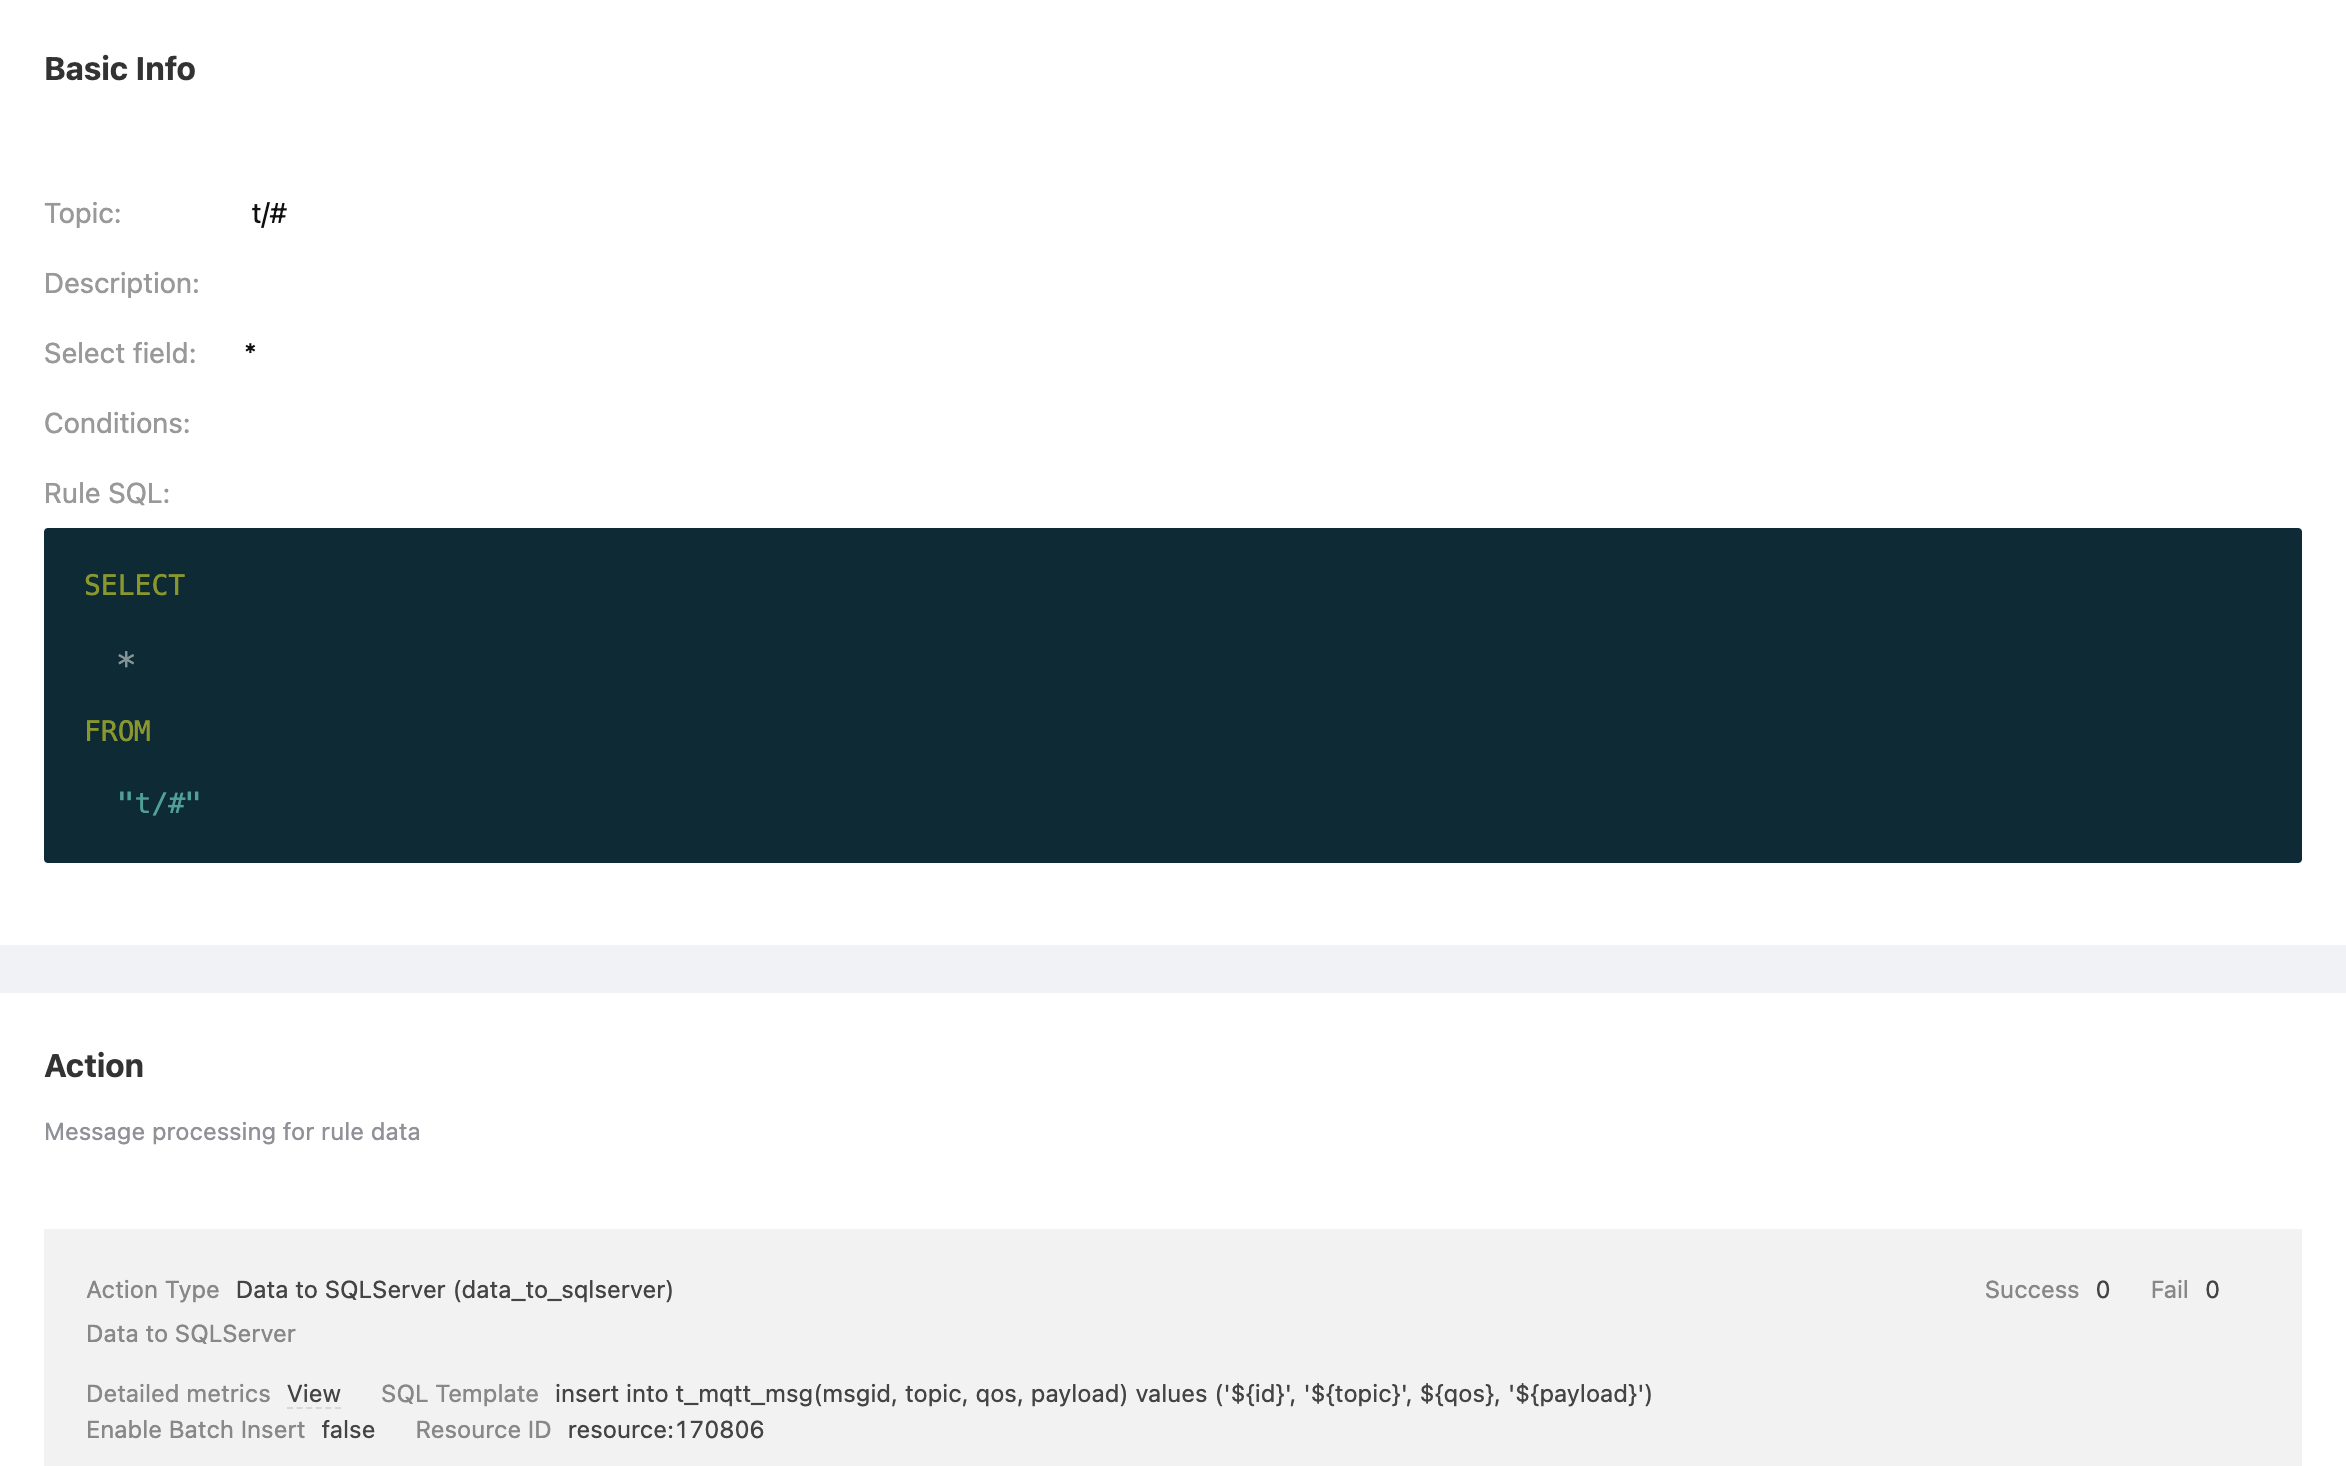 Basic Info
Topic: t/#
Description:
Select field: *
Conditions:
Rule SQL:
SELECT
*
FROM
"t/#"
Action
Message processing for rule data
Action Type Data to SQLServer (data_to_sqlserver) Success 0 Fail 0
Data to SQLServer
Detailed metrics View SQL Template insert into t_mqtt_msg(msgid, topic, qos, payload) values ('${id}', '${topic}', ${qos}, '${payload}')
Enable Batch Insert false Resource ID resource:170806